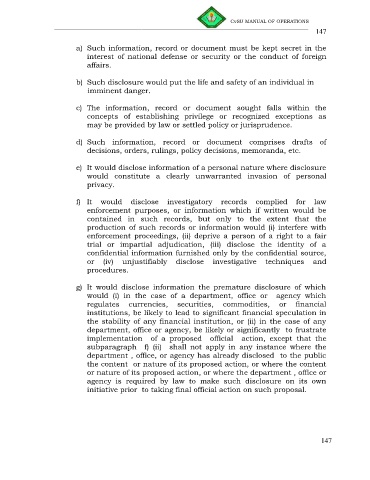 CvSU MANUAL OF OPERATIONS
147
a) Such information, record or document must be kept secret in the
interest of national defense or security or the conduct of foreign
affairs.
b) Such disclosure would put the life and safety of an individual in
imminent danger.
c) The information, record or document sought falls within the
concepts of establishing privilege or recognized exceptions as
may be provided by law or settled policy or jurisprudence.
d) Such information, record or document comprises drafts of
decisions, orders, rulings, policy decisions, memoranda, etc.
e) It would disclose information of a personal nature where disclosure
would constitute a clearly unwarranted invasion of personal
privacy.
f) It would disclose investigatory records complied for law
enforcement purposes, or information which if written would be
contained in such records, but only to the extent that the
production of such records or information would (i) interfere with
enforcement proceedings, (ii) deprive a person of a right to a fair
trial or impartial adjudication, (iii) disclose the identity of a
confidential information furnished only by the confidential source,
or (iv) unjustifiably disclose investigative techniques and
procedures.
g) It would disclose information the premature disclosure of which
would (i) in the case of a department, office or agency which
regulates currencies, securities, commodities, or financial
institutions, be likely to lead to significant financial speculation in
the stability of any financial institution, or (ii) in the case of any
department, office or agency, be likely or significantly to frustrate
implementation of a proposed official action, except that the
subparagraph f) (ii) shall not apply in any instance where the
department , office, or agency has already disclosed to the public
the content or nature of its proposed action, or where the content
or nature of its proposed action, or where the department , office or
agency is required by law to make such disclosure on its own
initiative prior to taking final official action on such proposal.
147